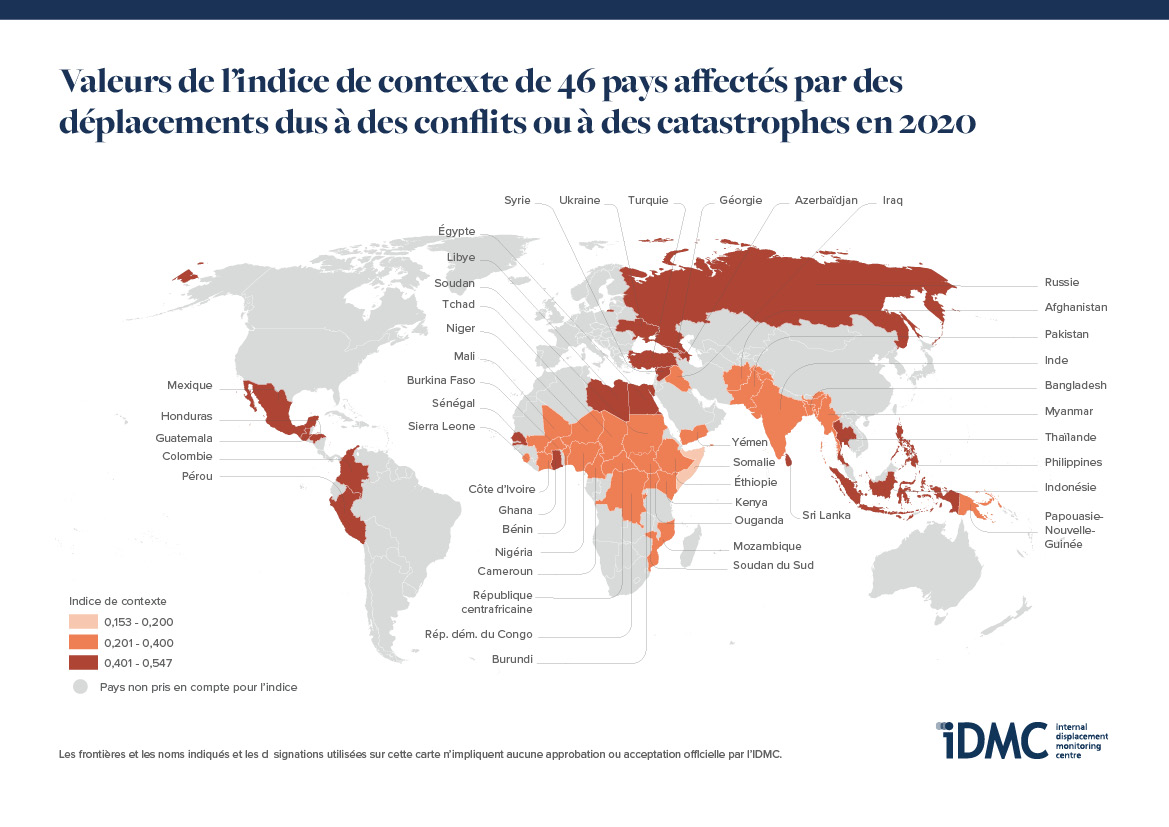 Valeurs de l'indice de contexte de 46 pays affectés par des
déplacements dus à des conflits ou à des catastrophes en 2020
Syrie
Ukraine
Turquie
Géorgie
Azerbaïdjan
Iraq
Égypte
Libye
Soudan
Tchad
Niger
Mali
Burkina Faso
Sénégal
Sierra Leone
Mexique
Honduras
Guatemala
Colombie
Pérou
Russie
Afghanistan
Pakistan
Inde
Bangladesh
Myanmar
Thaïlande
Philippines
Indonésie
Papouasie-
Nouvelle-
Guinée
Yémen
Somalie
Éthiopie
Kenya
Ouganda
Sri Lanka
Mozambique
Soudan du Sud
Côte d'Ivoire
Ghana
Bénin
Nigéria
Cameroun
République
centrafricaine
Rép. dém. du Congo
Burundi
Indice de contexte
0,153 - 0,200
0,201 - 0,400
0,401 - 0,547
Pays non pris en compte pour l'indice
Les frontières et les noms indiqués et les d signations utilisées sur cette carte n'impliquent aucune approbation ou acceptation officielle par l'IDMC.
iDMC
internal
displacement
monitoring
centre